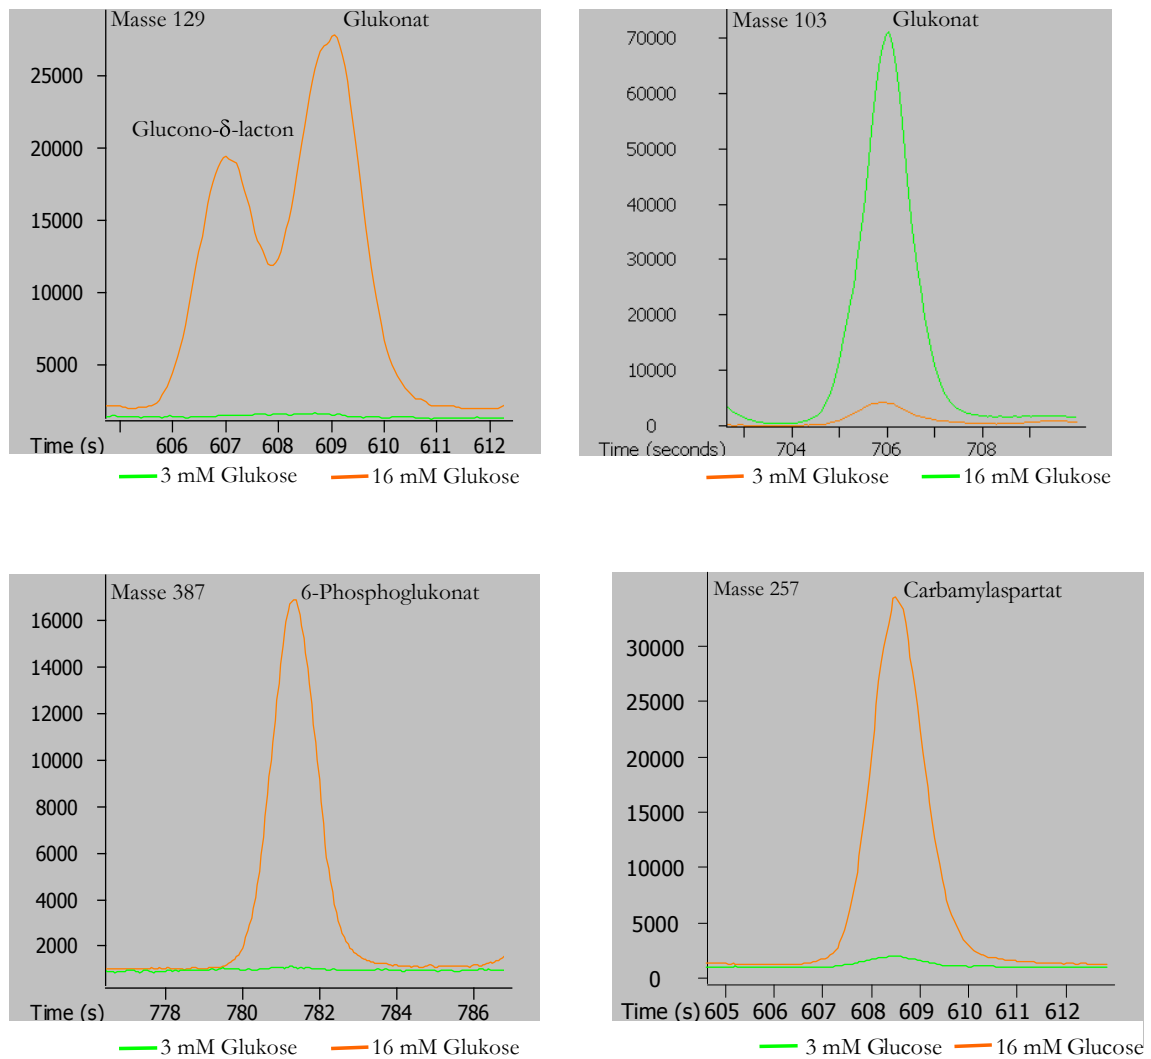 Masse 129
Glukonat
Glucono-δ-lacton
25000
20000
15000
10000
5000
Time (s)
606 607 608 609 610 611 612
3 mM Glukose 16 mM Glukose
Masse 103
Glukonat
70000
60000
50000
40000
30000
20000
10000
0
Time (seconds)
704 706 708
3 mM Glukose 16 mM Glukose
Masse 387
6-Phosphoglukonat
16000
14000
12000
10000
8000
6000
4000
2000
Time (s)
778 780 782 784 786
3 mM Glukose 16 mM Glukose
Masse 257
Carbamylaspartat
30000
25000
20000
15000
10000
5000
0
Time (s) 605 606 607 608 609 610 611 612
3 mM Glukose 16 mM Glucose